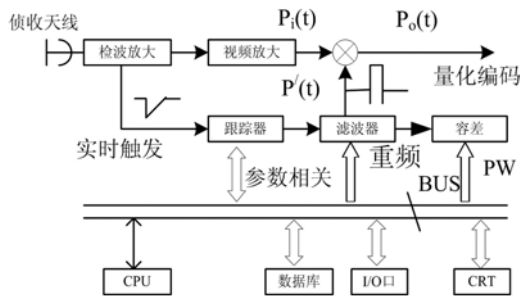 侦收天线
Pi(t)
Po(t)
检波放大
视频放大
量化编码
P/(t)
实时触发
跟踪器
滤波器
容差
参数相关
重频
BUS
PW
CPU
数据库
I/O口
CRT